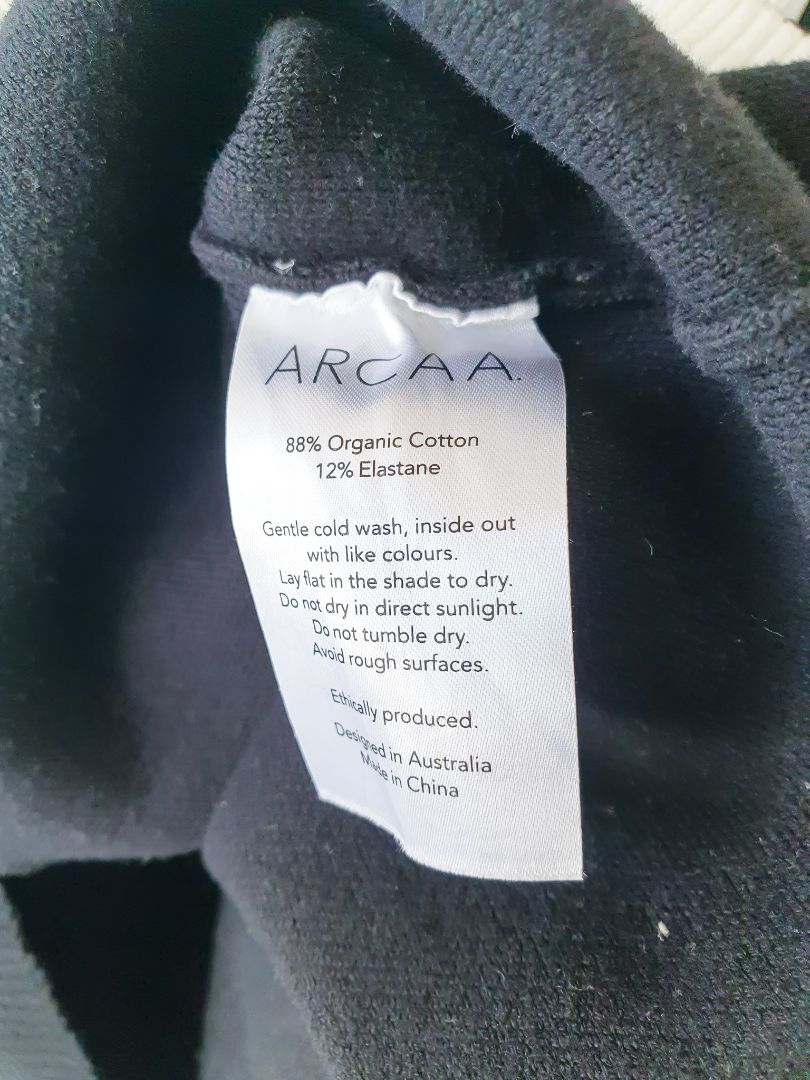 ARCAA.
88% Organic Cotton
12% Elastane
Gentle cold wash, inside out
with like colours.
Lay flat in the shade to dry.
Do not dry in direct sunlight.
Do not tumble dry.
Avoid rough surfaces.
Ethically produced.
Designed in Australia
Made in China